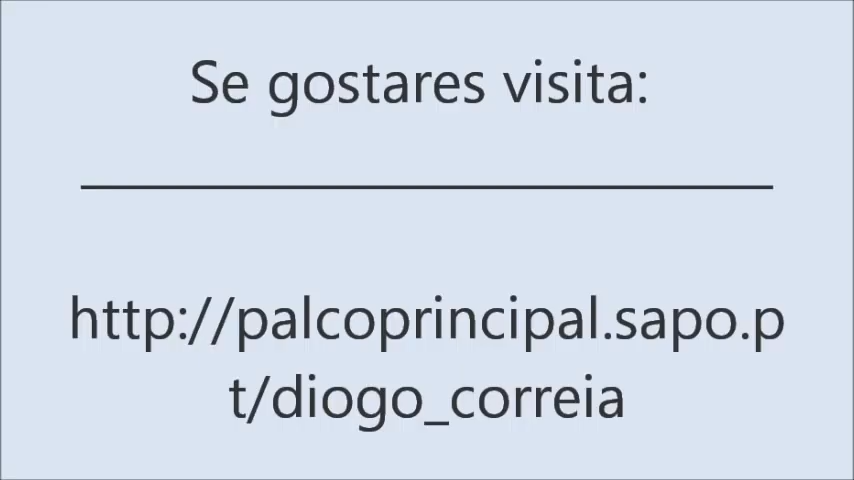 Se gostares visita:
http://palcoprincipal.sapo.p
t/diogo_correia